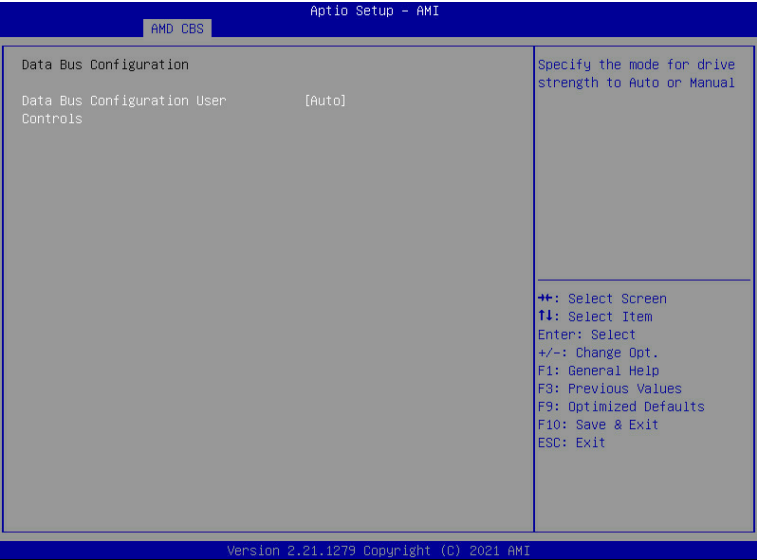 Aptio Setup – AMI
AMD CBS
Data Bus Configuration
Data Bus Configuration User [Auto]
Controls
Specify the mode for drive
strength to Auto or Manual
→←: Select Screen
↑↓: Select Item
Enter: Select
+/-: Change Opt.
F1: General Help
F3: Previous Values
F9: Optimized Defaults
F10: Save & Exit
ESC: Exit
Version 2.21.1279 Copyright (C) 2021 AMI